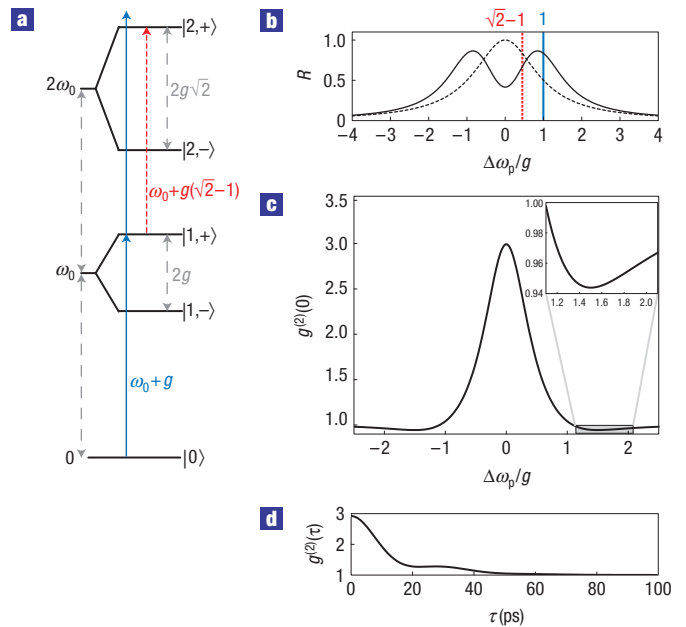 a
|2,+⟩
2ω₀
2g√2
|2,−⟩
ω₀+g(√2−1)
|1,+⟩
ω₀
2g
|1,−⟩
ω₀+g
0
|0⟩
b
√2−1
1
R
1.0
0.5
0
−4 −3 −2 −1 0 1 2 3 4
Δωₚ/g
c
3.5
3.0
2.5
2.0
1.5
1.0
g⁽²⁾(0)
1.00
0.98
0.96
0.94
1.2 1.4 1.6 1.8 2.0
−2 −1 0 1 2
Δωₚ/g
d
3
2
1
g⁽²⁾(τ)
0 20 40 60 80 100
τ (ps)